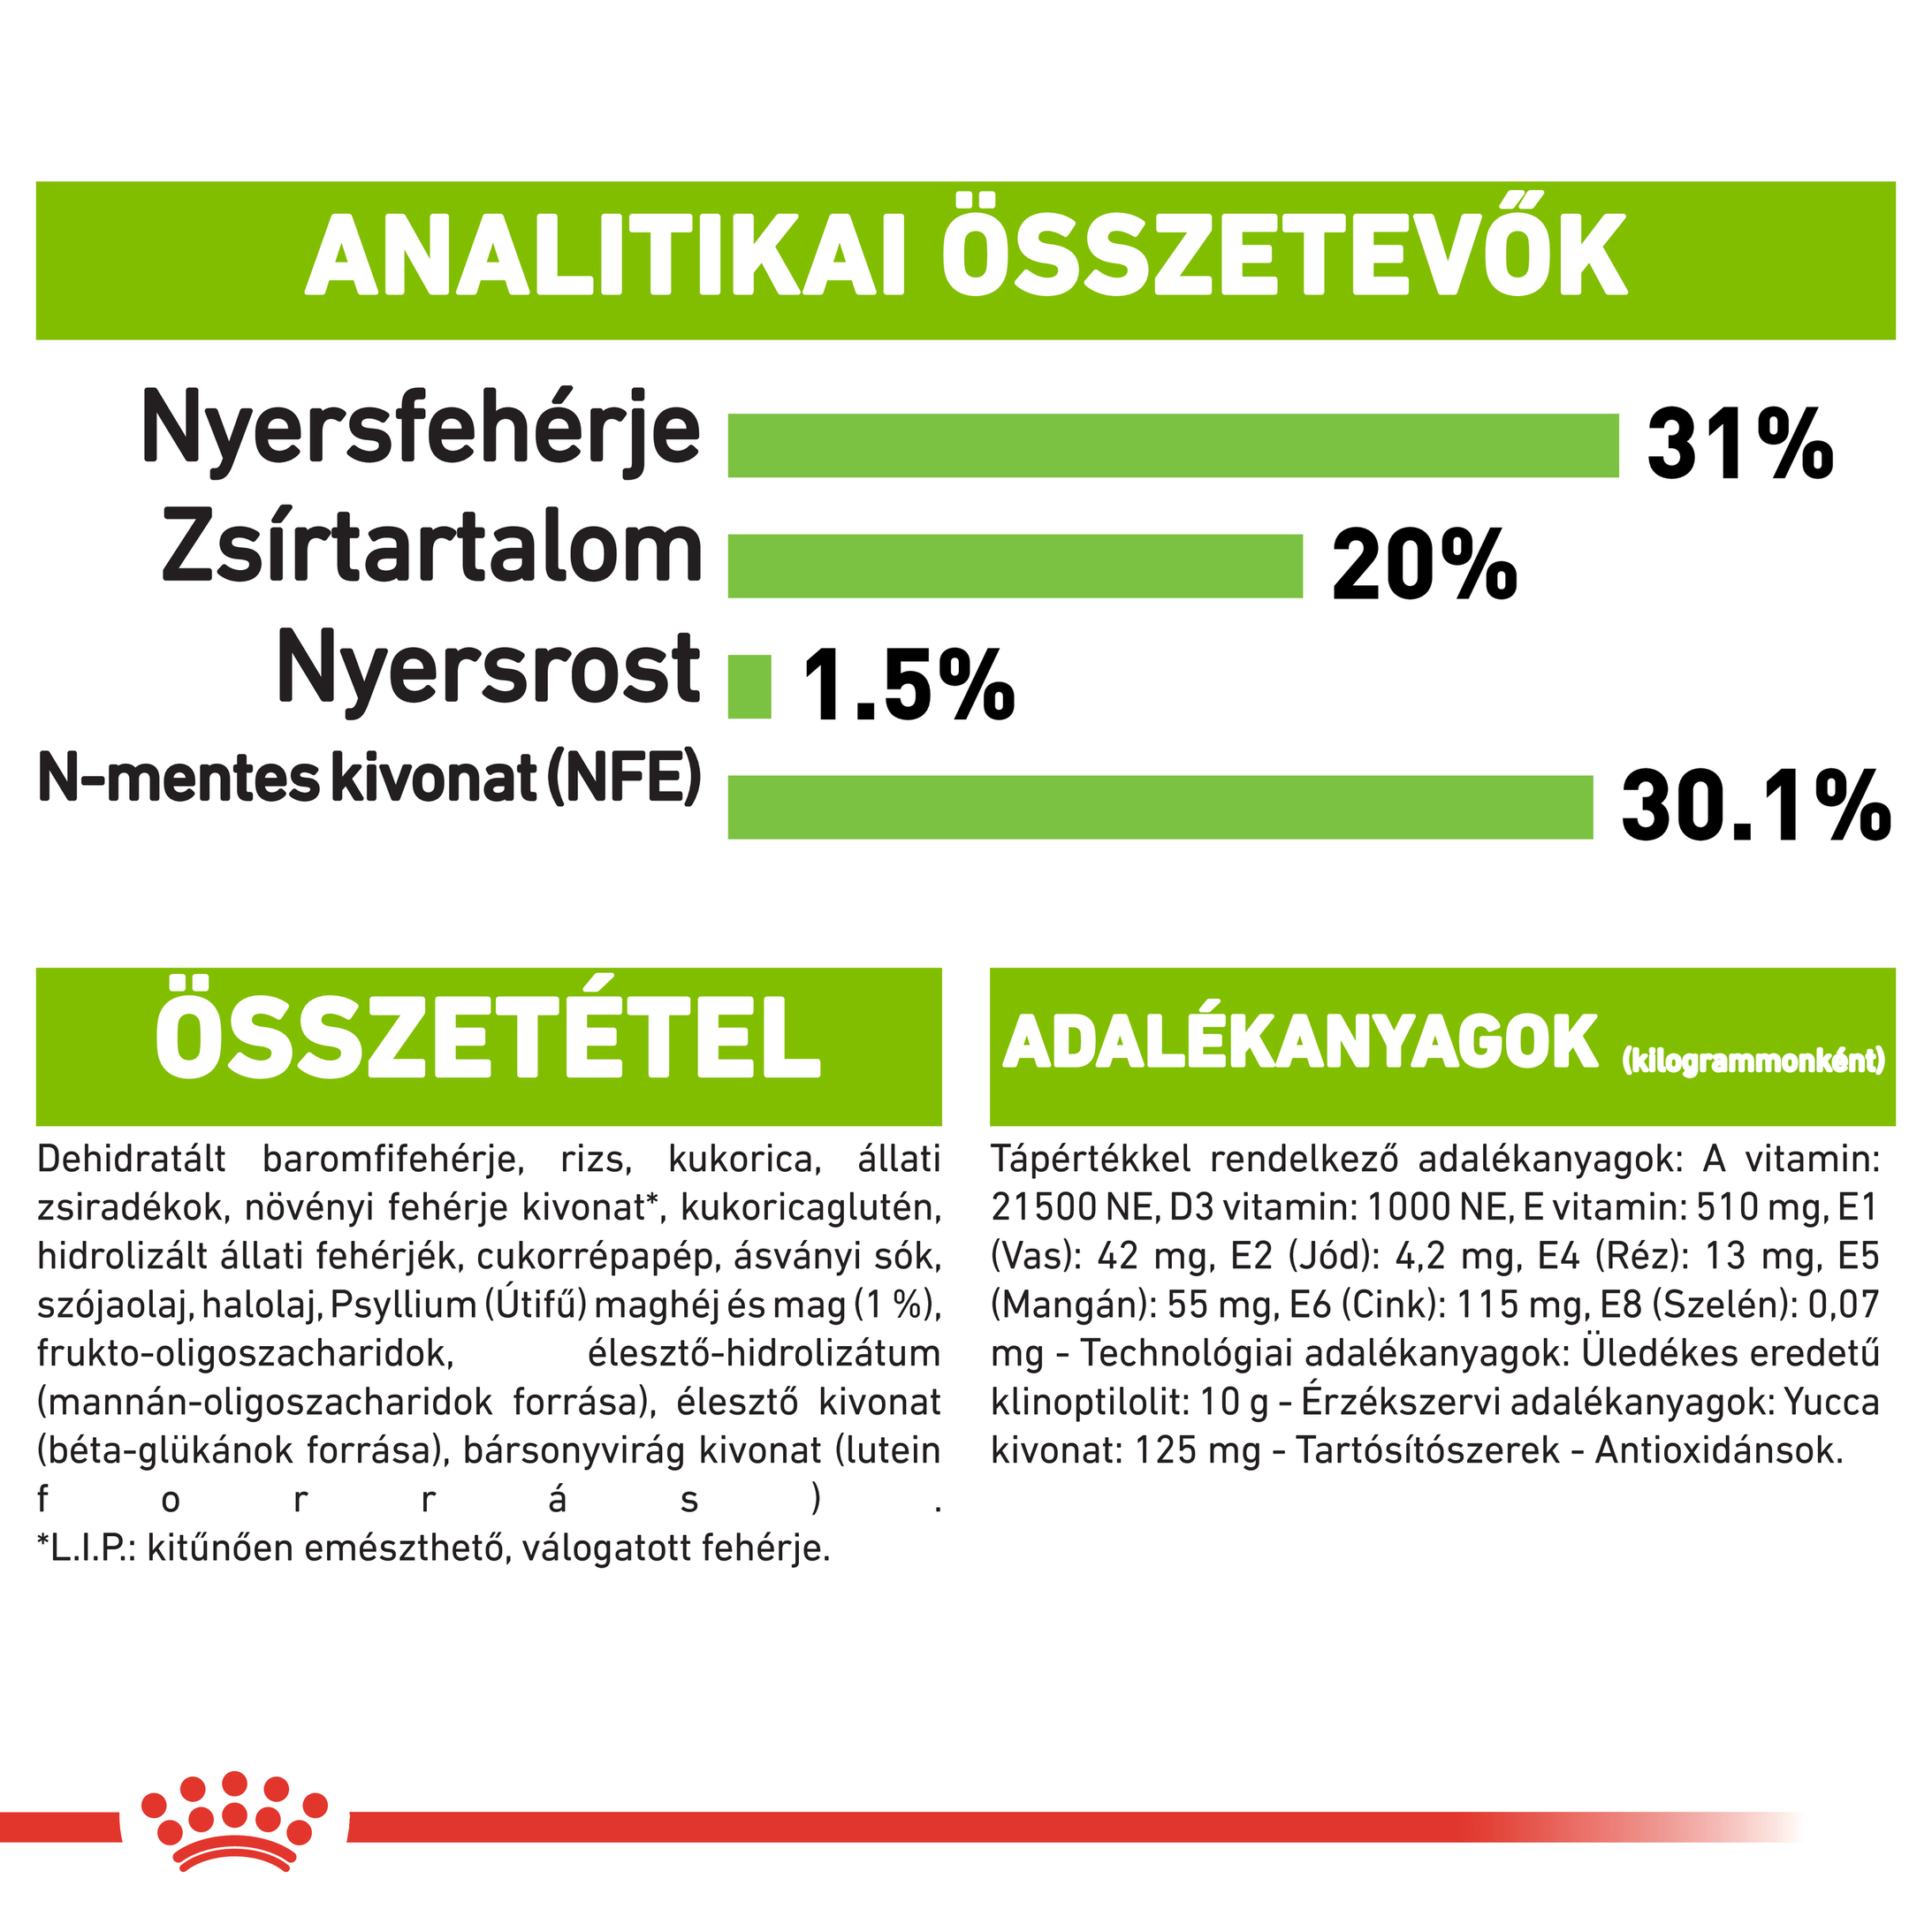 ANALITIKAI ÖSSZETEVŐK
Nyersfehérje 31%
Zsírtartalom 20%
Nyersrost 1.5%
N-mentes kivonat (NFE) 30.1%
ÖSSZETÉTEL
Dehidratált baromfifehérje, rizs, kukorica, állati
zsiradékok, növényi fehérje kivonat*, kukoricaglutén,
hidrolizált állati fehérjék, cukorrépapép, ásványi sók,
szójaolaj, halolaj, Psyllium (Útifű) maghéj és mag (1 %),
frukto-oligoszacharidok, élesztő-hidrolizátum
(mannán-oligoszacharidok forrása), élesztő kivonat
(béta-glükánok forrása), bársonyvirág kivonat (lutein
f o r r á s ) .
*L.I.P.: kitűnően emészthető, válogatott fehérje.
ADALÉKANYAGOK (kilogrammonként)
Tápértékkel rendelkező adalékanyagok: A vitamin:
21500 NE, D3 vitamin: 1000 NE, E vitamin: 510 mg, E1
(Vas): 42 mg, E2 (Jód): 4,2 mg, E4 (Réz): 13 mg, E5
(Mangán): 55 mg, E6 (Cink): 115 mg, E8 (Szelén): 0,07
mg - Technológiai adalékanyagok: Üledékes eredetű
klinoptilolit: 10 g - Érzékszervi adalékanyagok: Yucca
kivonat: 125 mg - Tartósítószerek - Antioxidánsok.